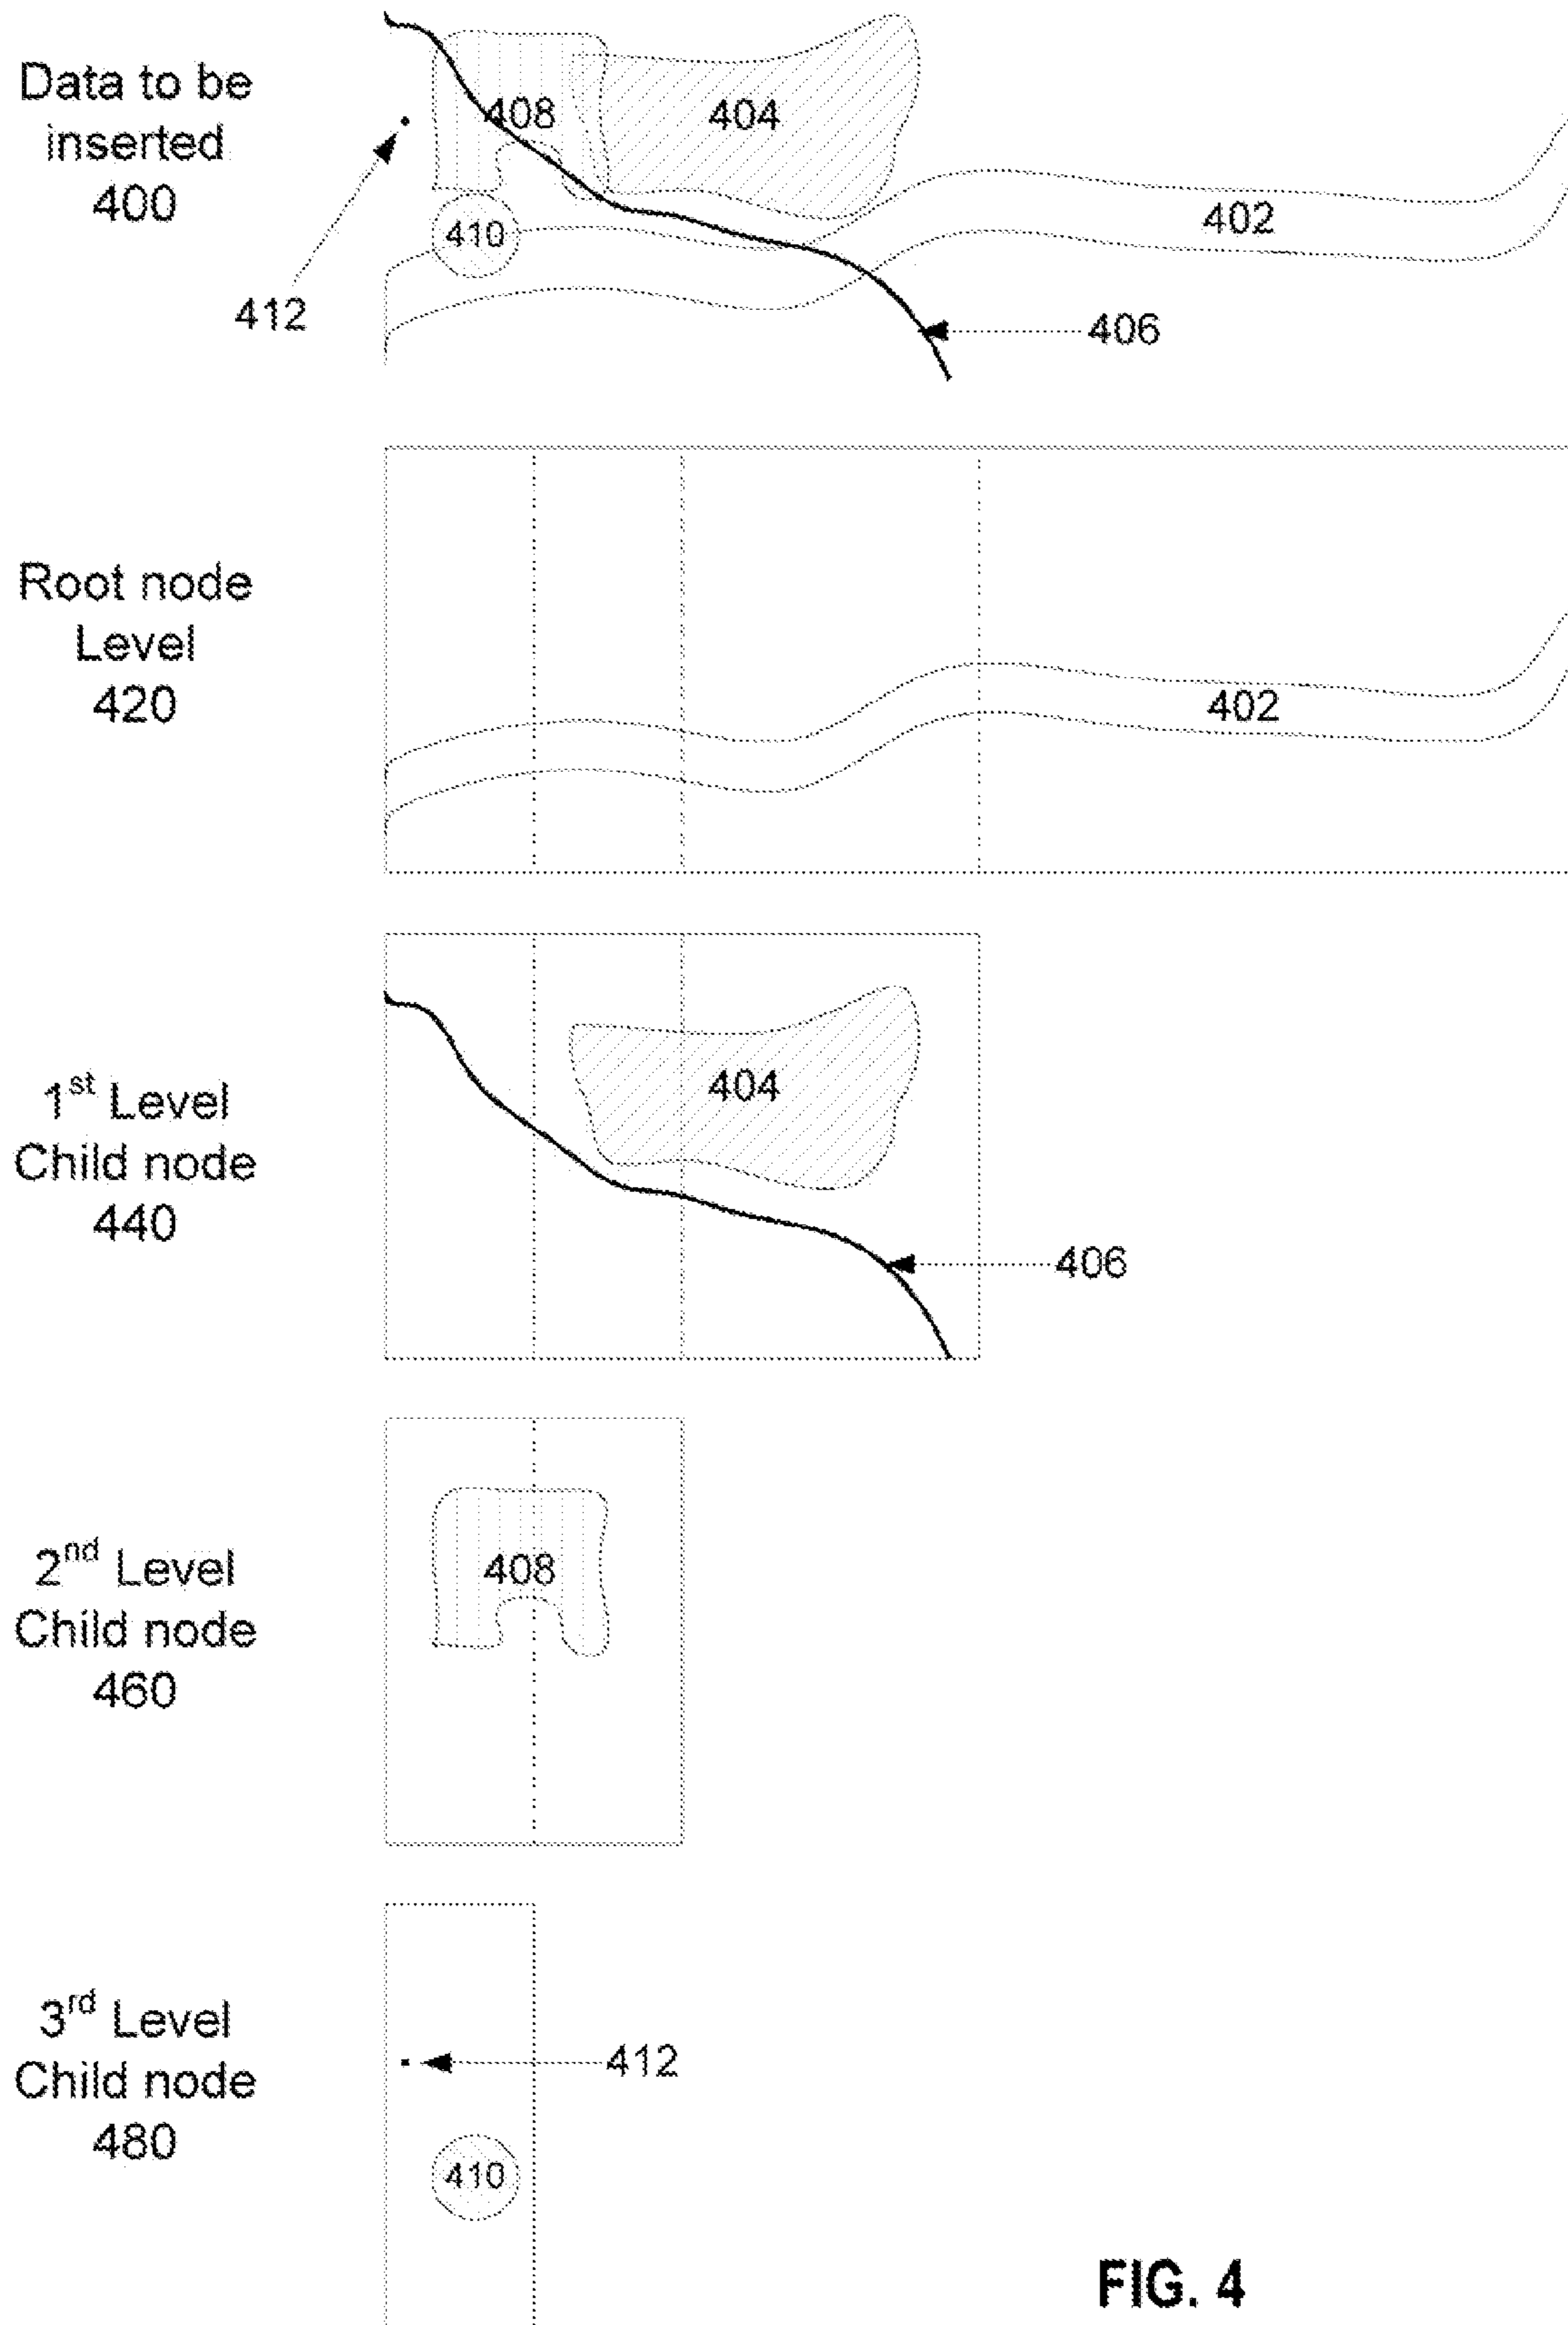 Data to be
inserted
400
408
404
402
410
412
406
Root node
Level
420
402
1st Level
Child node
440
404
406
2nd Level
Child node
460
408
3rd Level
Child node
480
412
410
FIG. 4